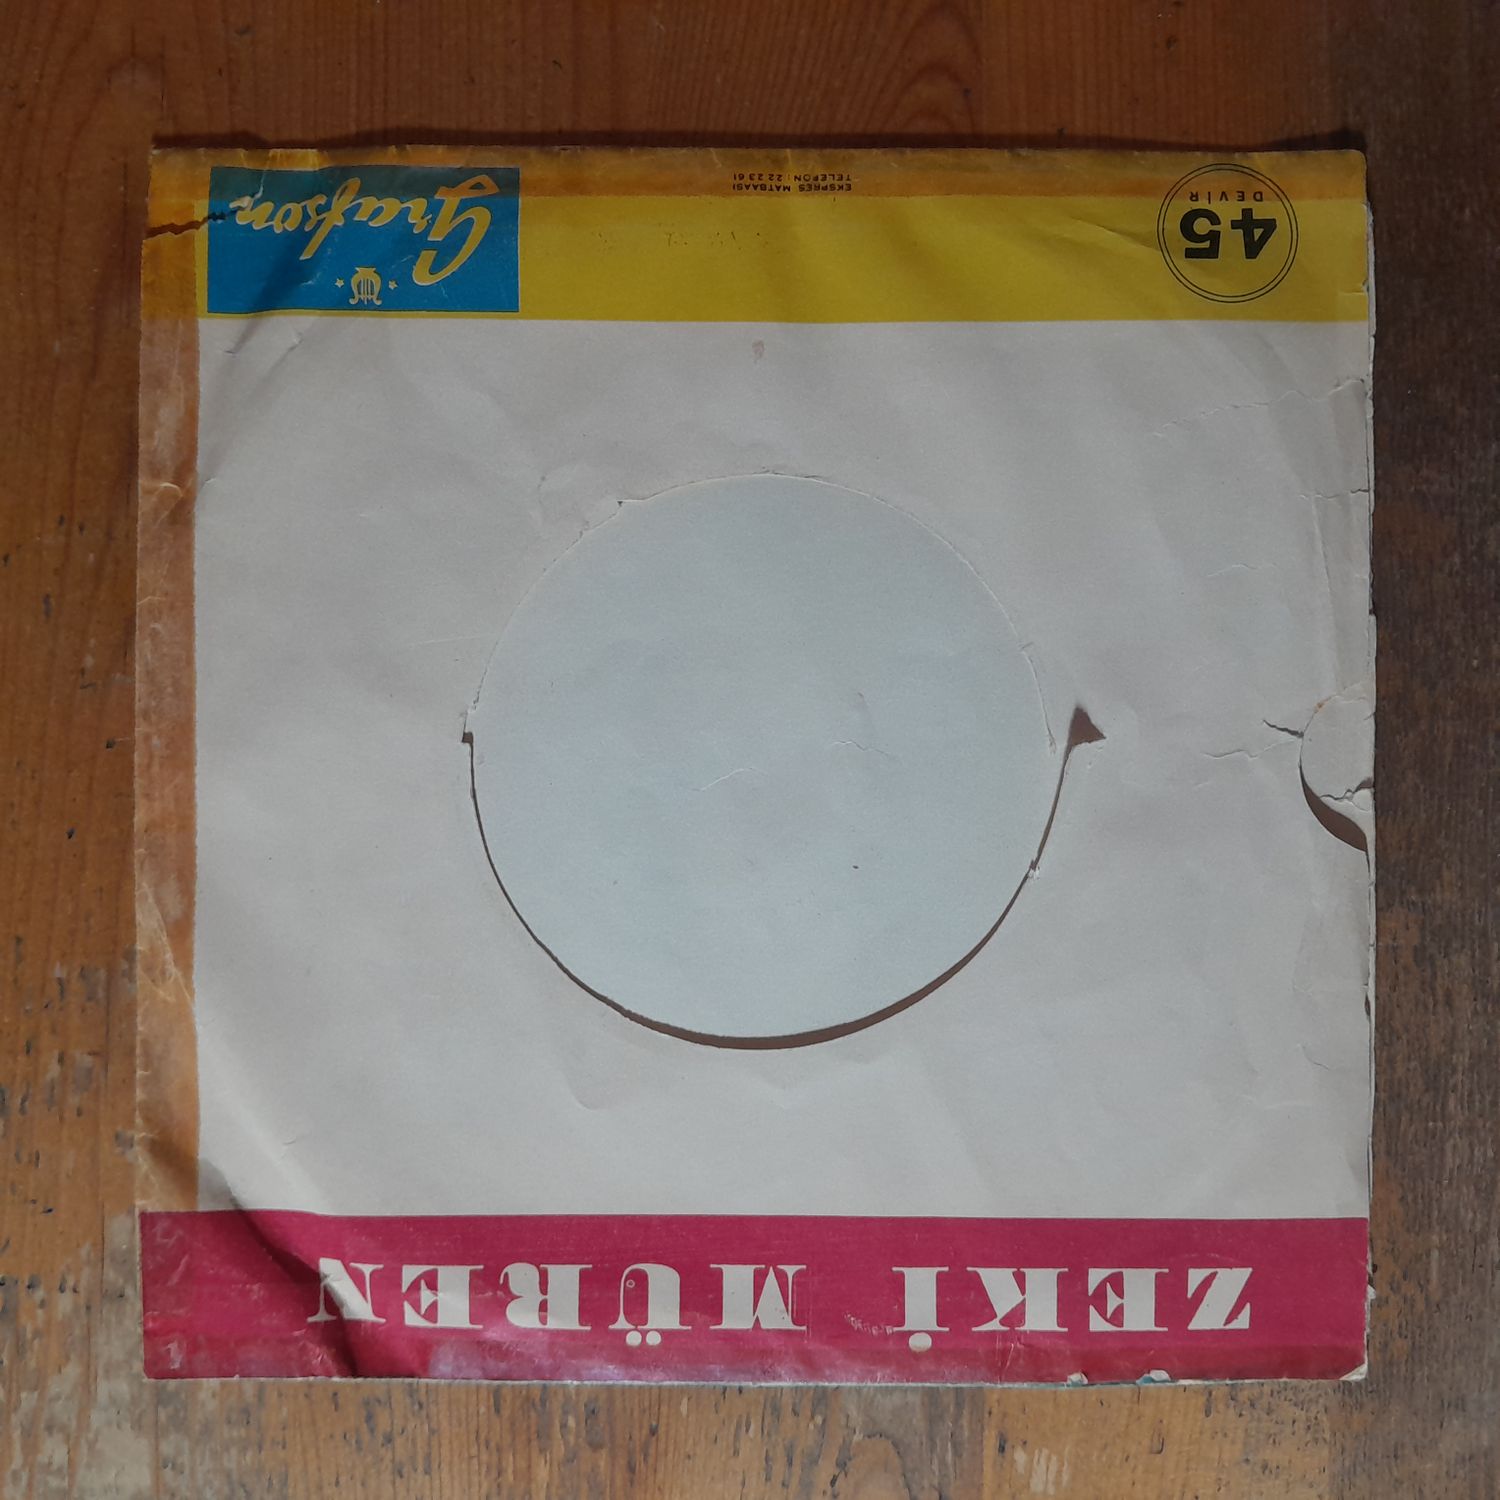 ZEKİ MÜREN
45
DEVİR
Grafson
EKSPRES MATBAASI
TELEFON: 22 23 61